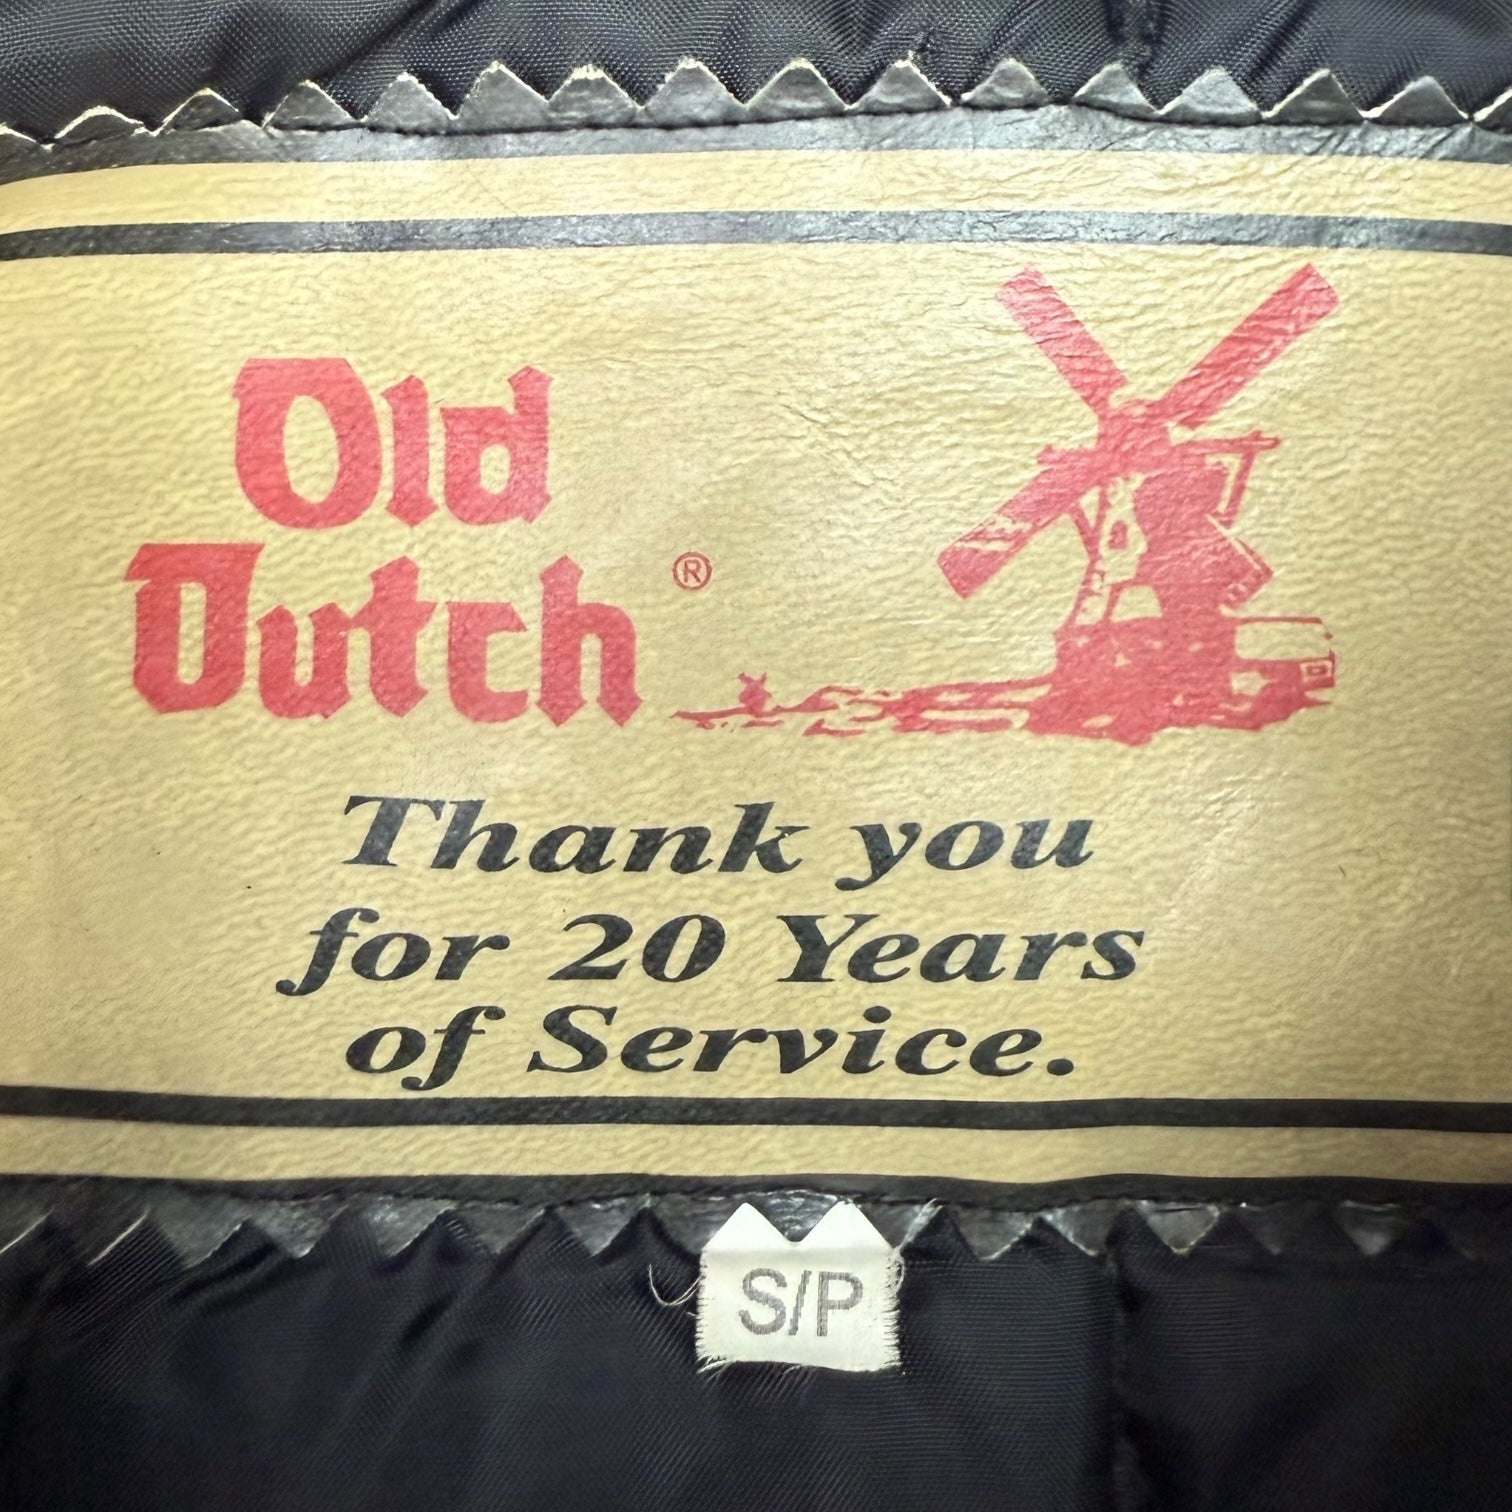 Old
Dutch ®
Thank you
for 20 Years
of Service.
S/P